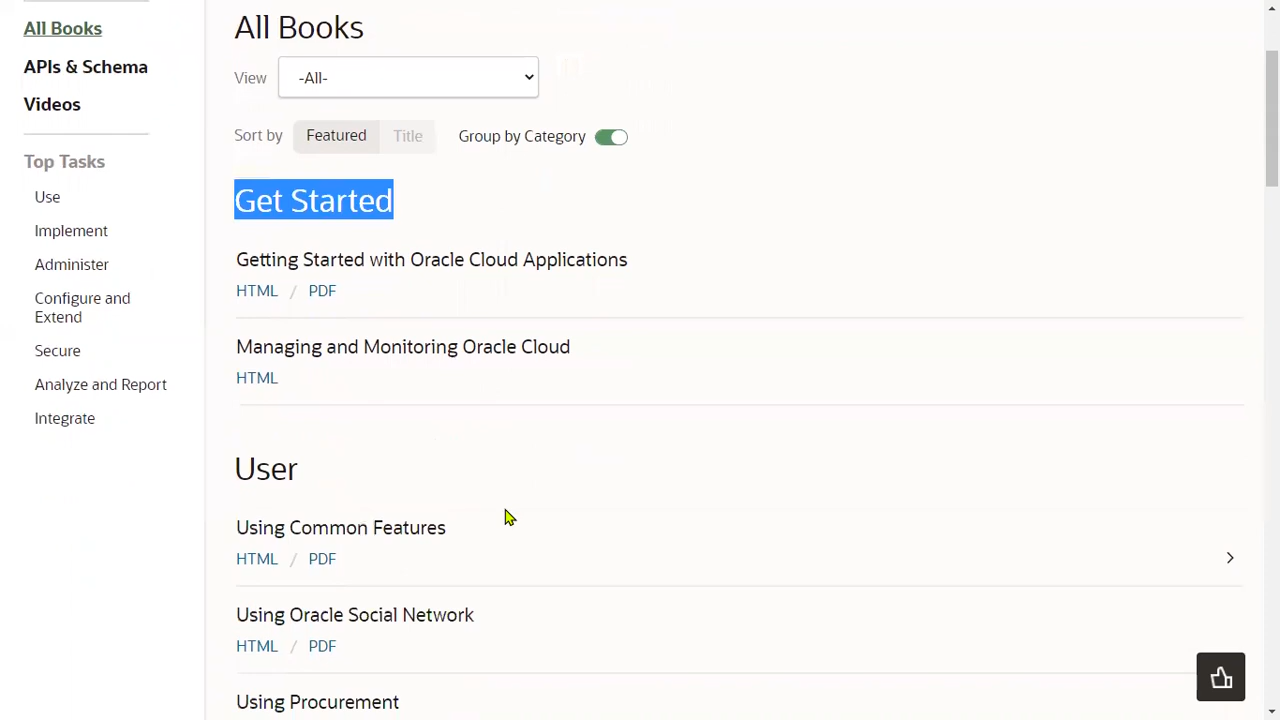 All Books
APIs & Schema
Videos
Top Tasks
Use
Implement
Administer
Configure and
Extend
Secure
Analyze and Report
Integrate
All Books
View
-All-
Sort by
Featured
Title
Group by Category
Get Started
Getting Started with Oracle Cloud Applications
HTML / PDF
Managing and Monitoring Oracle Cloud
HTML
User
Using Common Features
HTML / PDF
Using Oracle Social Network
HTML / PDF
Using Procurement